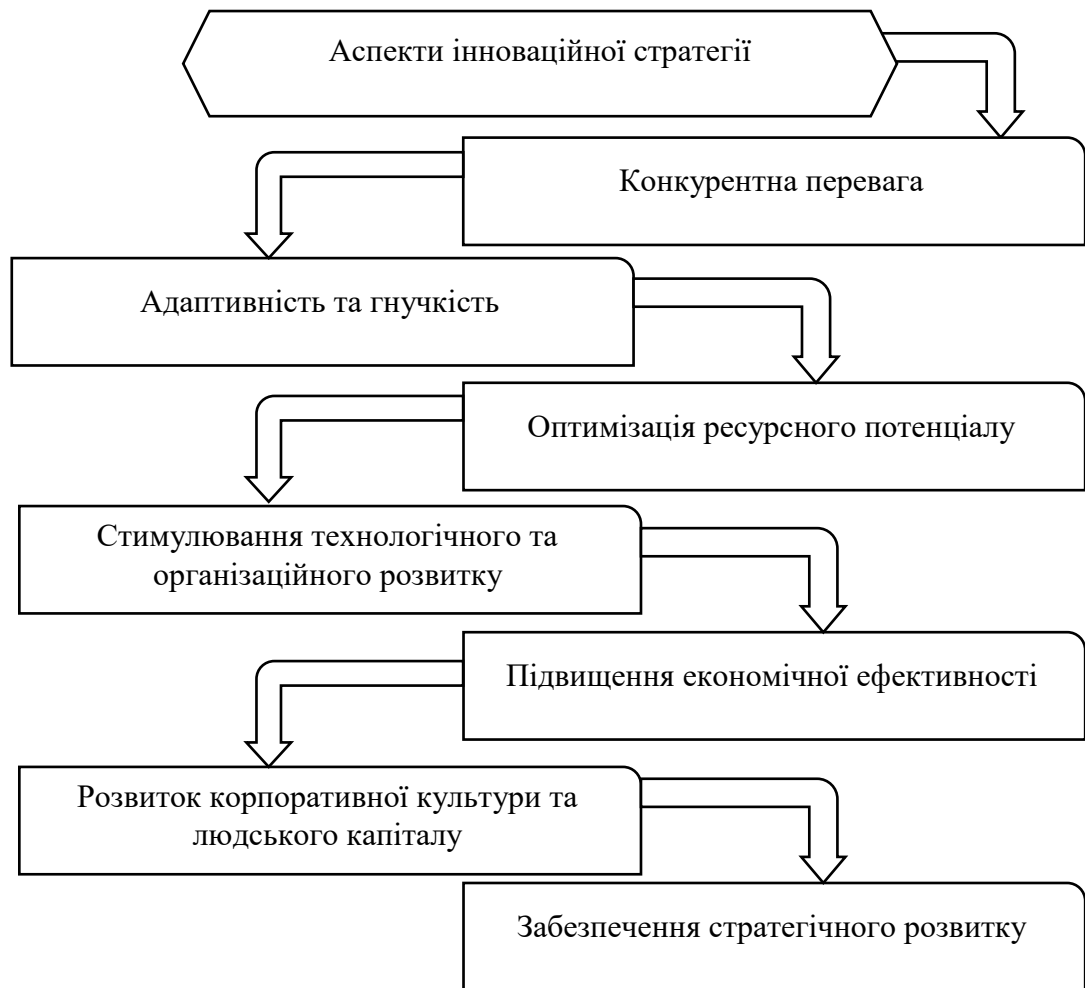 Аспекти інноваційної стратегії
Конкурентна перевага
Адаптивність та гнучкість
Оптимізація ресурсного потенціалу
Стимулювання технологічного та
організаційного розвитку
Підвищення економічної ефективності
Розвиток корпоративної культури та
людського капіталу
Забезпечення стратегічного розвитку